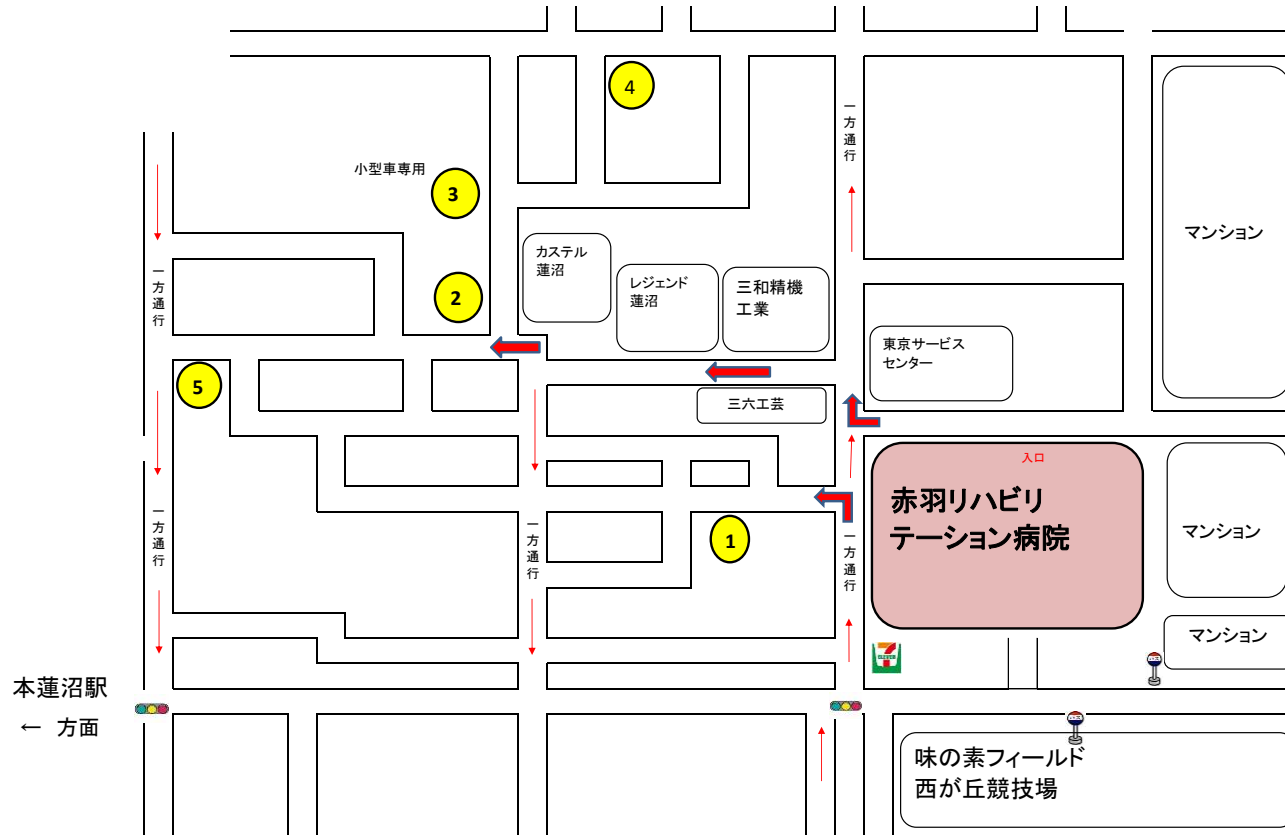 4
一方通行
小型車専用
3
マンション
カステル
蓮沼
レジェンド
蓮沼
三和精機
工業
一方通行
2
東京サービス
センター
5
三六工芸
入口
赤羽リハビリ
テーション病院
一方通行
一方通行
1
一方通行
マンション
マンション
7
本蓮沼駅
← 方面
味の素フィールド
西が丘競技場